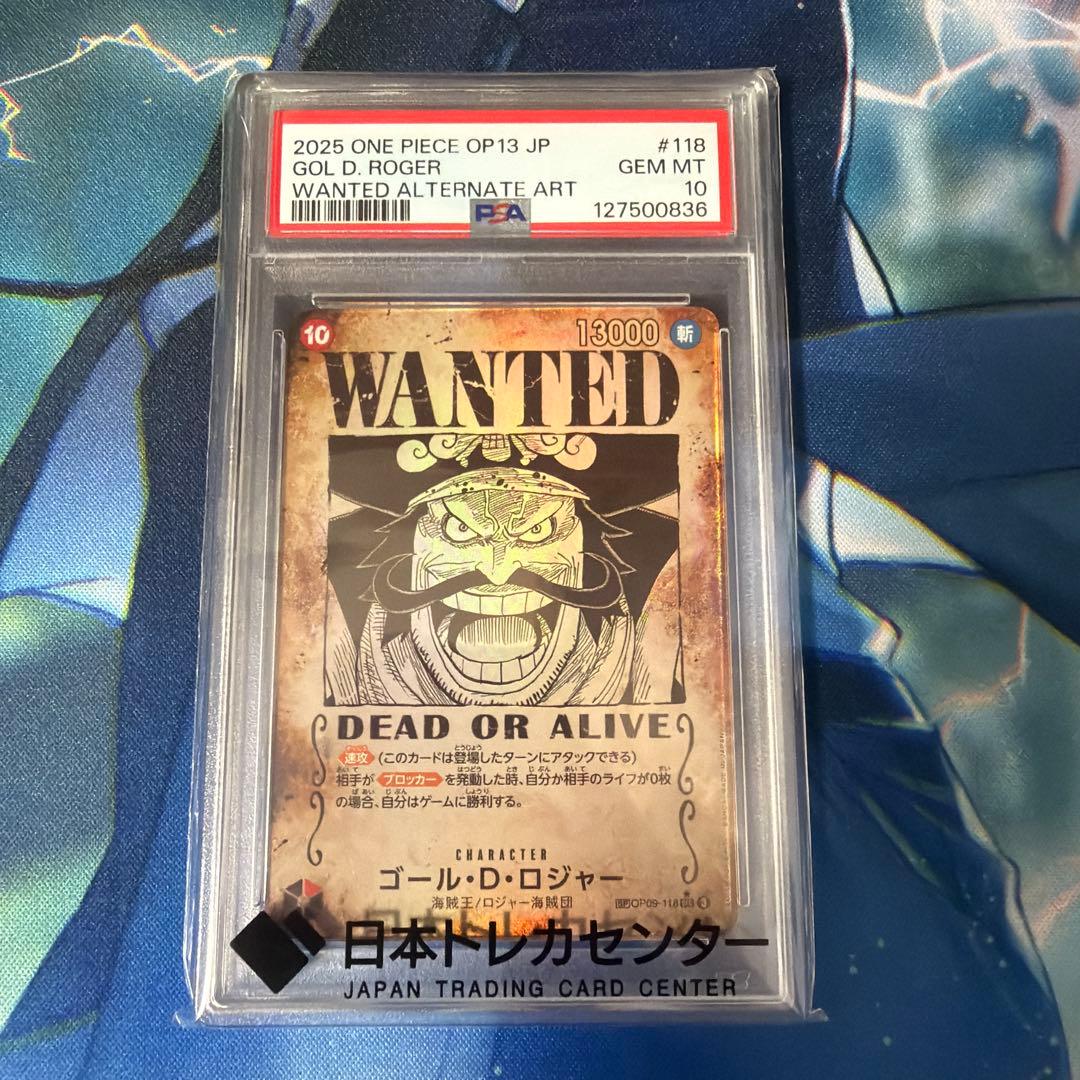 2025 ONE PIECE OP13 JP #118
GOL D. ROGER GEM MT
WANTED ALTERNATE ART 10
PSA 127500836
10 13000 斬
WANTED
DEAD OR ALIVE
速攻 (このカードは登場したターンにアタックできる)
相手が ブロッカー を発動した時、自分か相手のライフが0枚
の場合、自分はゲームに勝利する。
CHARACTER
ゴール・D・ロジャー
海賊王/ロジャー海賊団 SP OP09-118
日本トレカセンター
JAPAN TRADING CARD CENTER